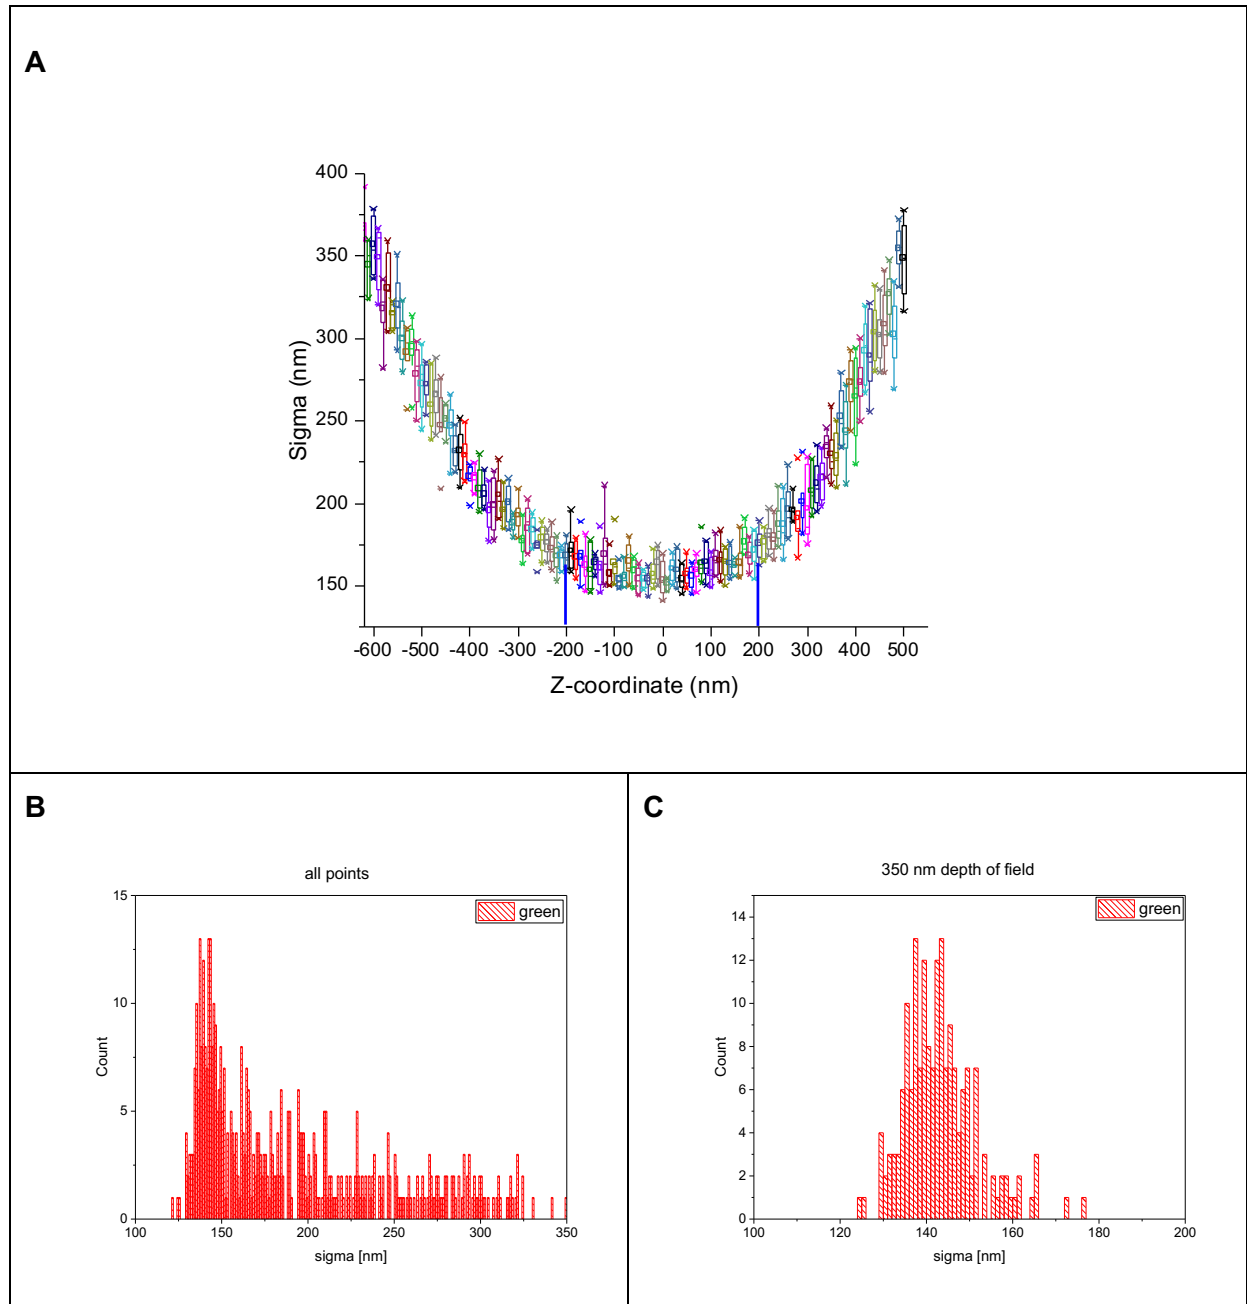 A
400
350
300
250
200
150
Sigma (nm)
-600 -500 -400 -300 -200 -100 0 100 200 300 400 500
Z-coordinate (nm)
B
all points
15
10
5
0
Count
green
100 150 200 250 300 350
sigma [nm]
C
350 nm depth of field
14
12
10
8
6
4
2
0
Count
green
100 120 140 160 180 200
sigma [nm]